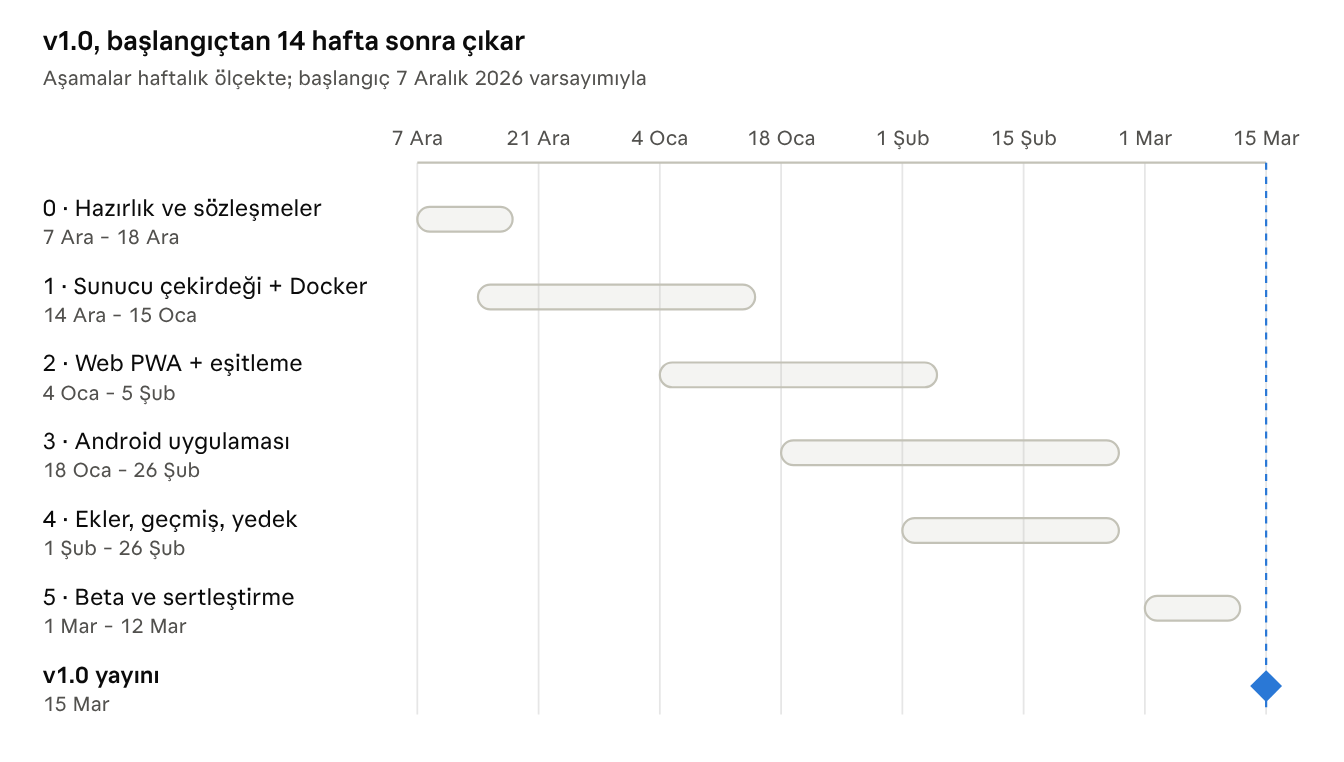 v1.0, başlangıçtan 14 hafta sonra çıkar
Aşamalar haftalık ölçekte; başlangıç 7 Aralık 2026 varsayımıyla
7 Ara 21 Ara 4 Oca 18 Oca 1 Şub 15 Şub 1 Mar 15 Mar
0 · Hazırlık ve sözleşmeler
7 Ara – 18 Ara
1 · Sunucu çekirdeği + Docker
14 Ara – 15 Oca
2 · Web PWA + eşitleme
4 Oca – 5 Şub
3 · Android uygulaması
18 Oca – 26 Şub
4 · Ekler, geçmiş, yedek
1 Şub – 26 Şub
5 · Beta ve sertleştirme
1 Mar – 12 Mar
v1.0 yayını
15 Mar